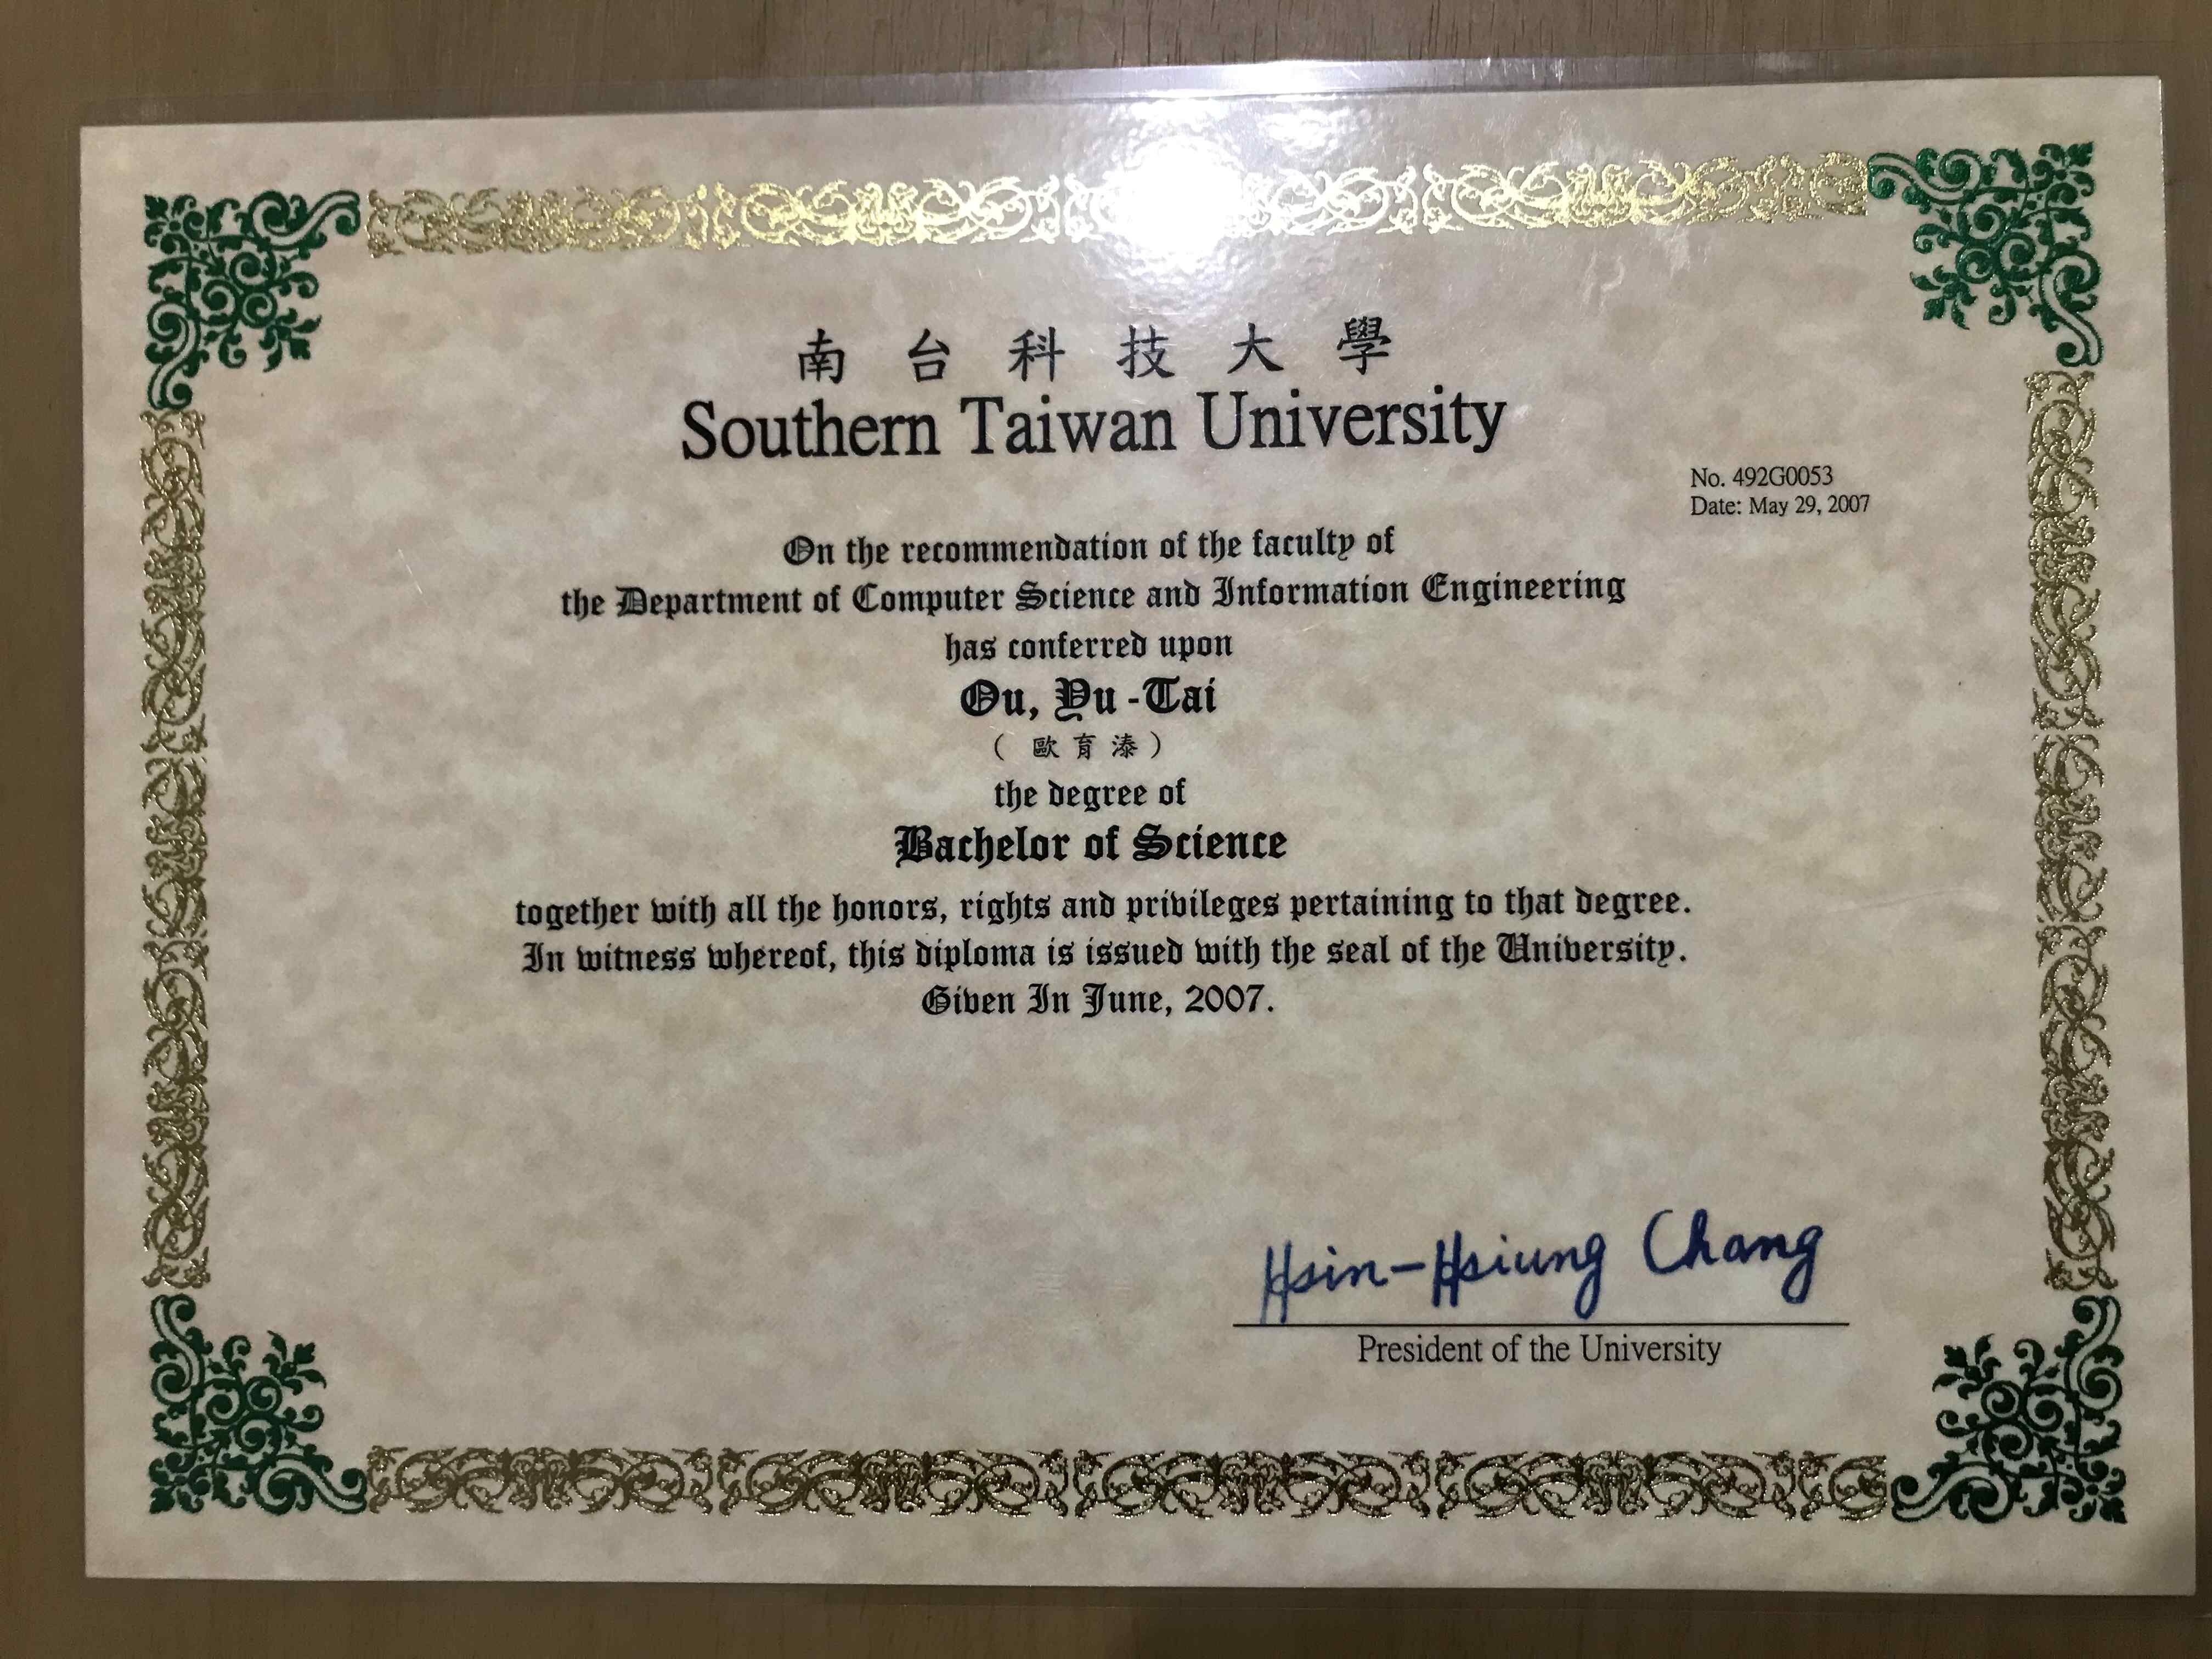 南台科技大學
Southern Taiwan University
No. 492G0053
Date: May 29, 2007
On the recommendation of the faculty of
the Department of Computer Science and Information Engineering
has conferred upon
Ou, Yu-Tai
(歐育溙)
the degree of
Bachelor of Science
together with all the honors, rights and privileges pertaining to that degree.
In witness whereof, this diploma is issued with the seal of the University.
Given In June, 2007.
Hsin-Hsiung Chang
President of the University